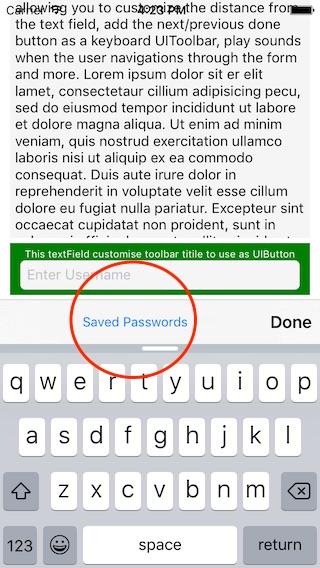 Carrier 4:23 PM
allowing you to customize the distance from
the text field, add the next/previous done
button as a keyboard UIToolbar, play sounds
when the user navigations through the form
and more. Lorem ipsum dolor sit er elit
lamet, consectetaur cillium adipisicing pecu,
sed do eiusmod tempor incididunt ut labore
et dolore magna aliqua. Ut enim ad minim
veniam, quis nostrud exercitation ullamco
laboris nisi ut aliquip ex ea commodo
consequat. Duis aute irure dolor in
reprehenderit in voluptate velit esse cillum
dolore eu fugiat nulla pariatur. Excepteur sint
occaecat cupidatat non proident, sunt in
This textField customise toolbar titile to use as UIButton
Enter Username
Saved Passwords Done
q w e r t y u i o p
a s d f g h j k l
z x c v b n m
123 space return